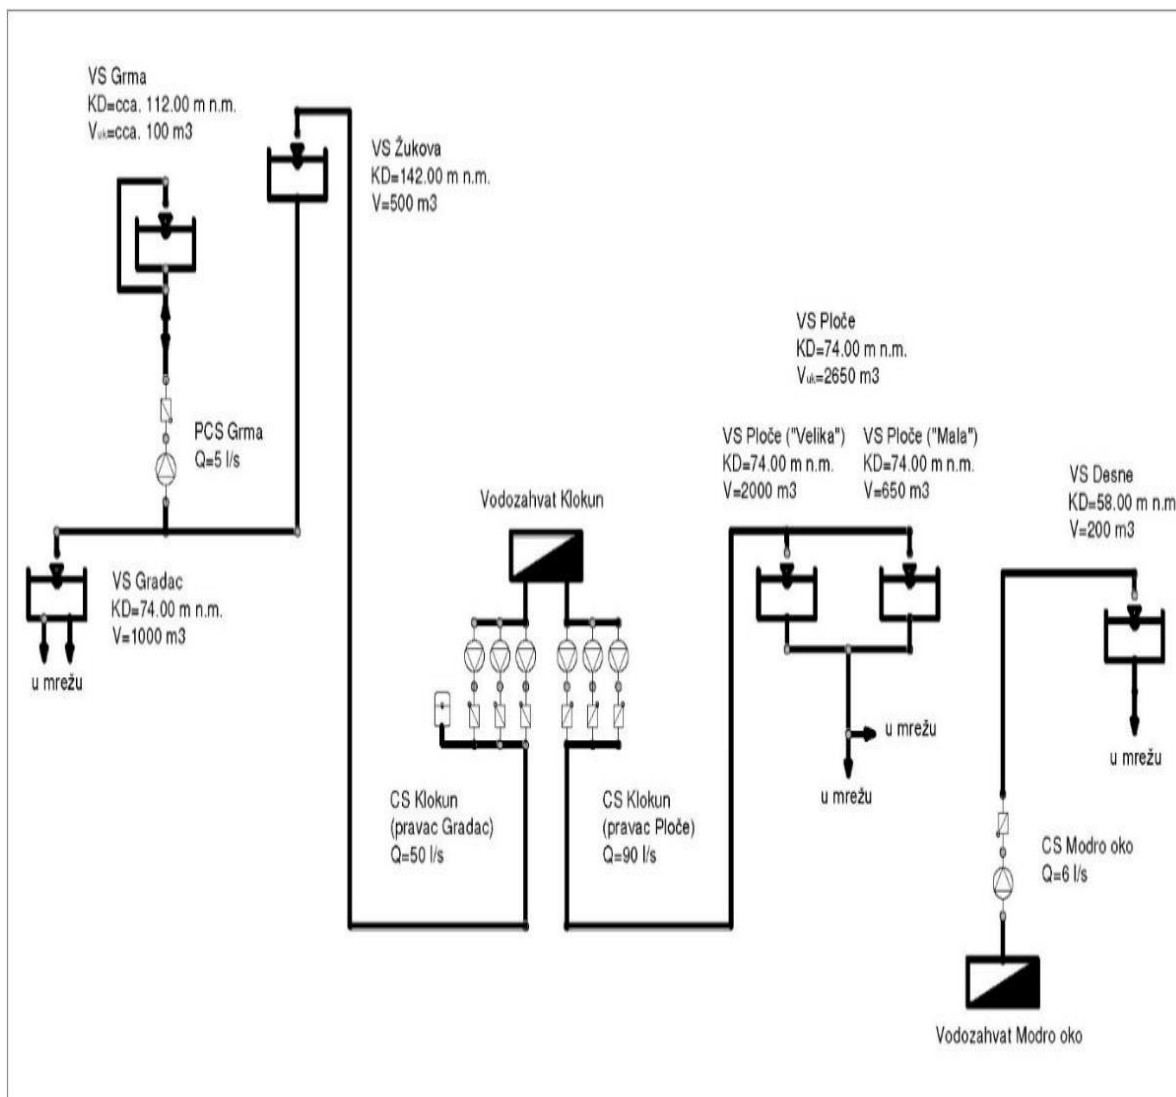 VS Grma
KD=cca. 112.00 m n.m.
Vuk=cca. 100 m3
VS Žukova
KD=142.00 m n.m.
V=500 m3
VS Ploče
KD=74.00 m n.m.
Vuk=2650 m3
PCS Grma
Q=5 l/s
VS Ploče ("Velika")
KD=74.00 m n.m.
V=2000 m3
VS Ploče ("Mala")
KD=74.00 m n.m.
V=650 m3
VS Desne
KD=58.00 m n.m
V=200 m3
Vodozahvat Klokun
VS Gradac
KD=74.00 m n.m.
V=1000 m3
u mrežu
u mrežu
u mrežu
u mrežu
CS Klokun
(pravac Gradac)
Q=50 l/s
CS Klokun
(pravac Ploče)
Q=90 l/s
CS Modro oko
Q=6 l/s
Vodozahvat Modro oko